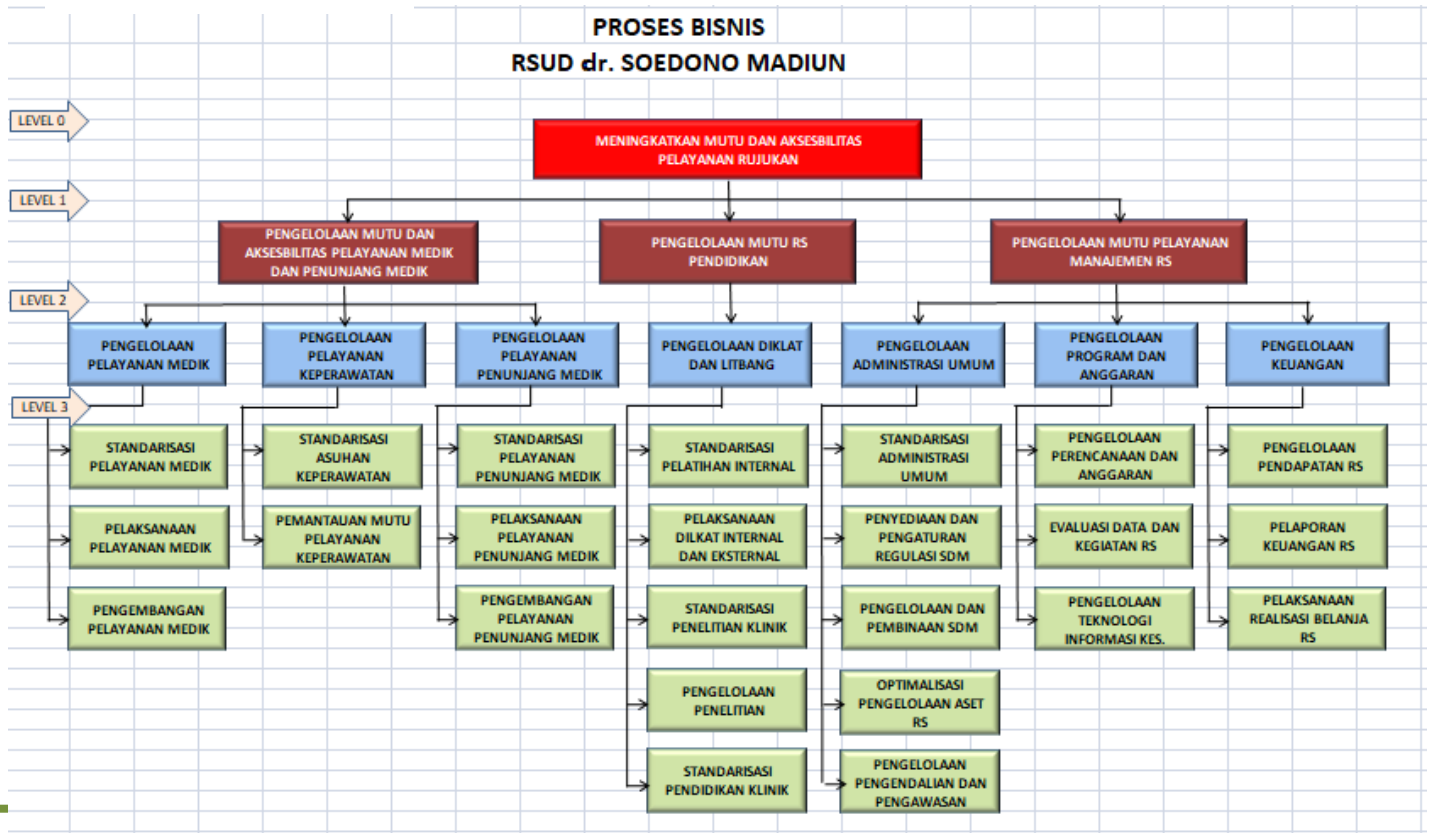 PROSES BISNIS
RSUD dr. SOEDONO MADIUN
LEVEL 0
MENINGKATKAN MUTU DAN AKSESBILITAS
PELAYANAN RUJUKAN
LEVEL 1
PENGELOLAAN MUTU DAN
AKSESBILITAS PELAYANAN MEDIK
DAN PENUNJANG MEDIK
PENGELOLAAN MUTU RS
PENDIDIKAN
PENGELOLAAN MUTU PELAYANAN
MANAJEMEN RS
LEVEL 2
PENGELOLAAN
PELAYANAN MEDIK
PENGELOLAAN
PELAYANAN
KEPERAWATAN
PENGELOLAAN
PELAYANAN
PENUNJANG MEDIK
PENGELOLAAN DIKLAT
DAN LITBANG
PENGELOLAAN
ADMINISTRASI UMUM
PENGELOLAAN
PROGRAM DAN
ANGGARAN
PENGELOLAAN
KEUANGAN
LEVEL 3
STANDARISASI
PELAYANAN MEDIK
PELAKSANAAN
PELAYANAN MEDIK
PENGEMBANGAN
PELAYANAN MEDIK
STANDARISASI
ASUHAN
KEPERAWATAN
PEMANTAUAN MUTU
PELAYANAN
KEPERAWATAN
STANDARISASI
PELAYANAN
PENUNJANG MEDIK
PELAKSANAAN
PELAYANAN
PENUNJANG MEDIK
PENGEMBANGAN
PELAYANAN
PENUNJANG MEDIK
STANDARISASI
PELATIHAN INTERNAL
PELAKSANAAN
DILKAT INTERNAL
DAN EKSTERNAL
STANDARISASI
PENELITIAN KLINIK
PENGELOLAAN
PENELITIAN
STANDARISASI
PENDIDIKAN KLINIK
STANDARISASI
ADMINISTRASI
UMUM
PENYEDIAAN DAN
PENGATURAN
REGULASI SDM
PENGELOLAAN DAN
PEMBINAAN SDM
OPTIMALISASI
PENGELOLAAN ASET
RS
PENGELOLAAN
PENGENDALIAN DAN
PENGAWASAN
PENGELOLAAN
PERENCANAAN DAN
ANGGARAN
EVALUASI DATA DAN
KEGIATAN RS
PENGELOLAAN
TEKNOLOGI
INFORMASI KES.
PENGELOLAAN
PENDAPATAN RS
PELAPORAN
KEUANGAN RS
PELAKSANAAN
REALISASI BELANJA
RS